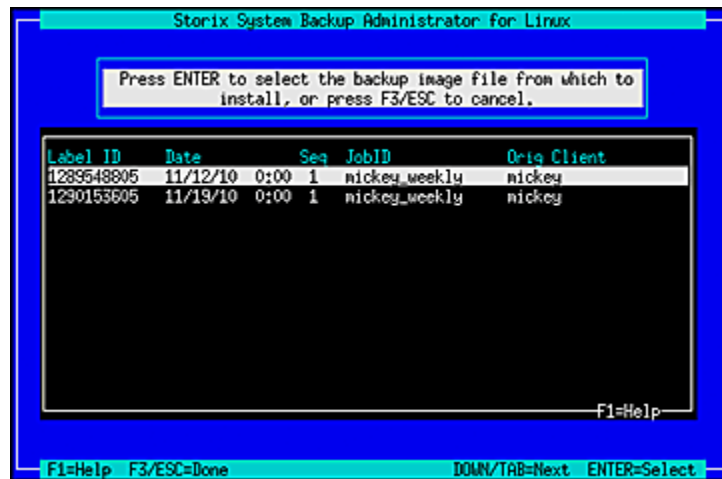 Storix System Backup Administrator for Linux
Press ENTER to select the backup image file from which to
install, or press F3/ESC to cancel.
Label ID Date Seq JobID Orig Client
1289548805 11/12/10 0:00 1 mickey_weekly mickey
1290153605 11/19/10 0:00 1 mickey_weekly mickey
F1=Help
F1=Help F3/ESC=Done DOWN/TAB=Next ENTER=Select